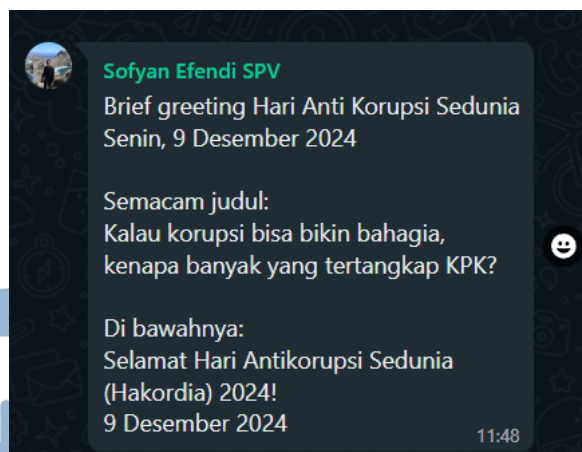 Sofyan Efendi SPV
Brief greeting Hari Anti Korupsi Sedunia
Senin, 9 Desember 2024
Semacam judul:
Kalau korupsi bisa bikin bahagia,
kenapa banyak yang tertangkap KPK?
Di bawahnya:
Selamat Hari Antikorupsi Sedunia
(Hakordia) 2024!
9 Desember 2024
11:48